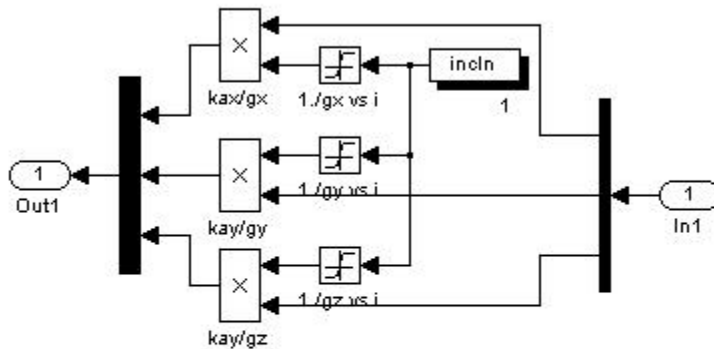 incIn
1
kax/gx
1./gx vs i
1
Out1
kay/gy
1./gy vs i
1
In1
kay/gz
1./gz vs i